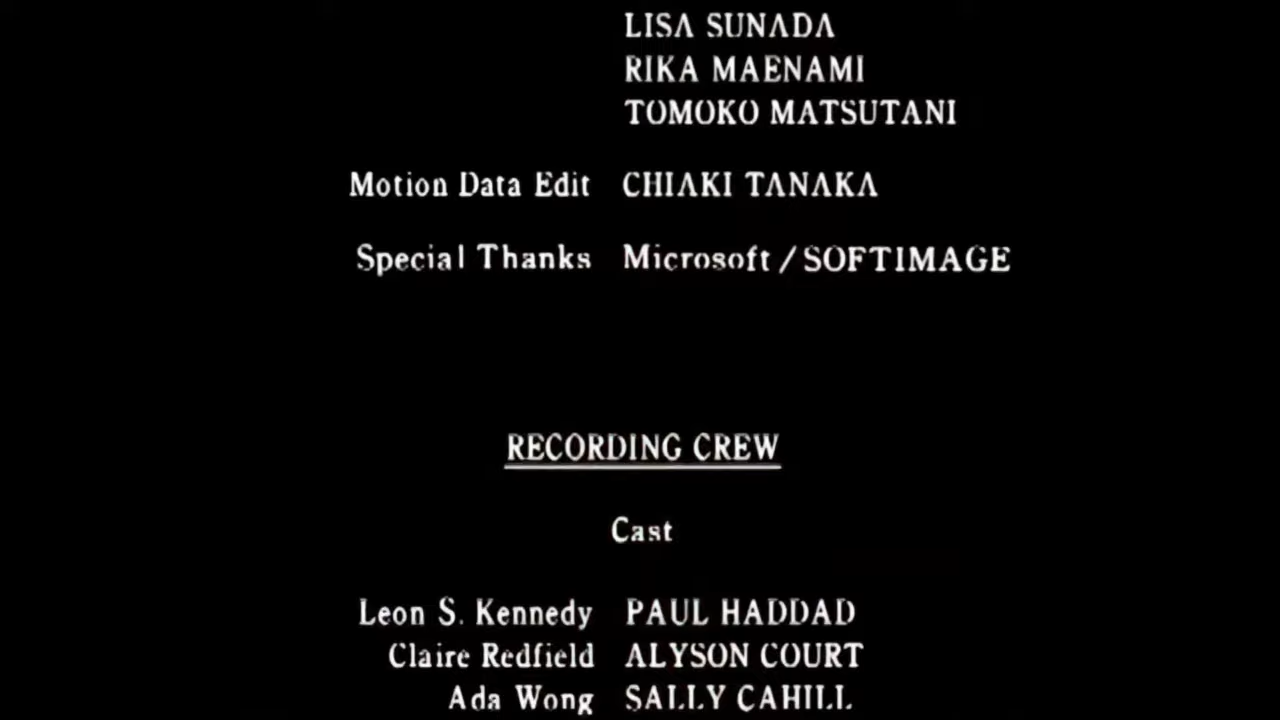 LISA SUNADA
RIKA MAENAMI
TOMOKO MATSUTANI
Motion Data Edit CHIAKI TANAKA
Special Thanks Microsoft/SOFTIMAGE
RECORDING CREW
Cast
Leon S. Kennedy PAUL HADDAD
Claire Redfield ALYSON COURT
Ada Wong SALLY CAHILL